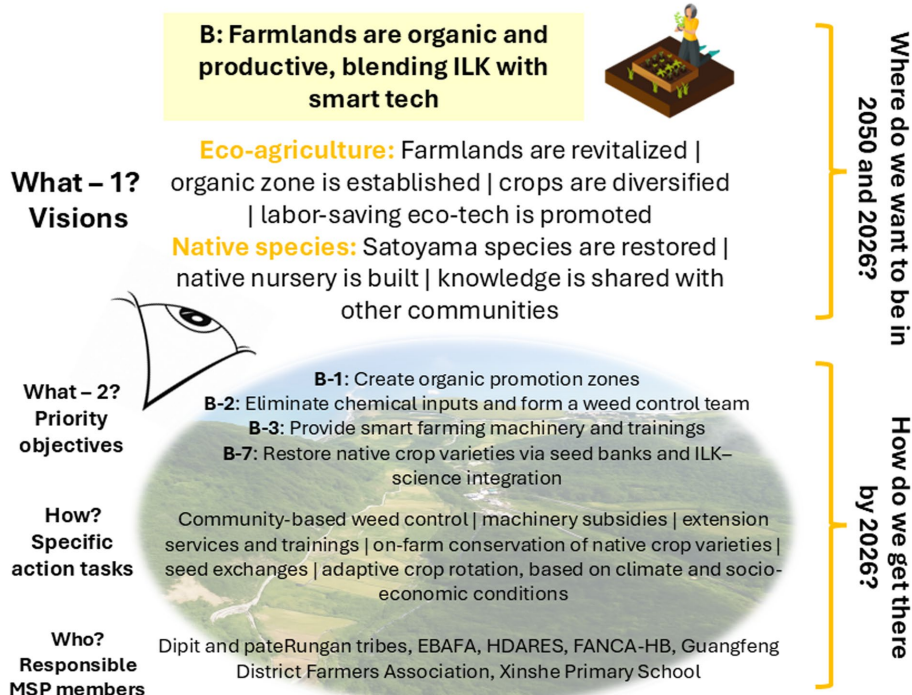 B: Farmlands are organic and
productive, blending ILK with
smart tech
What – 1?
Visions
Eco-agriculture: Farmlands are revitalized |
organic zone is established | crops are diversified
| labor-saving eco-tech is promoted
Native species: Satoyama species are restored |
native nursery is built | knowledge is shared with
other communities
Where do we want to be in
2050 and 2026?
What – 2?
Priority
objectives
B-1: Create organic promotion zones
B-2: Eliminate chemical inputs and form a weed control team
B-3: Provide smart farming machinery and trainings
B-7: Restore native crop varieties via seed banks and ILK–
science integration
How?
Specific
action tasks
Community-based weed control | machinery subsidies | extension
services and trainings | on-farm conservation of native crop varieties |
seed exchanges | adaptive crop rotation, based on climate and socio-
economic conditions
Who?
Responsible
MSP members
Dipit and pateRungan tribes, EBAFA, HDARES, FANCA-HB, Guangfeng
District Farmers Association, Xinshe Primary School
How do we get there
by 2026?